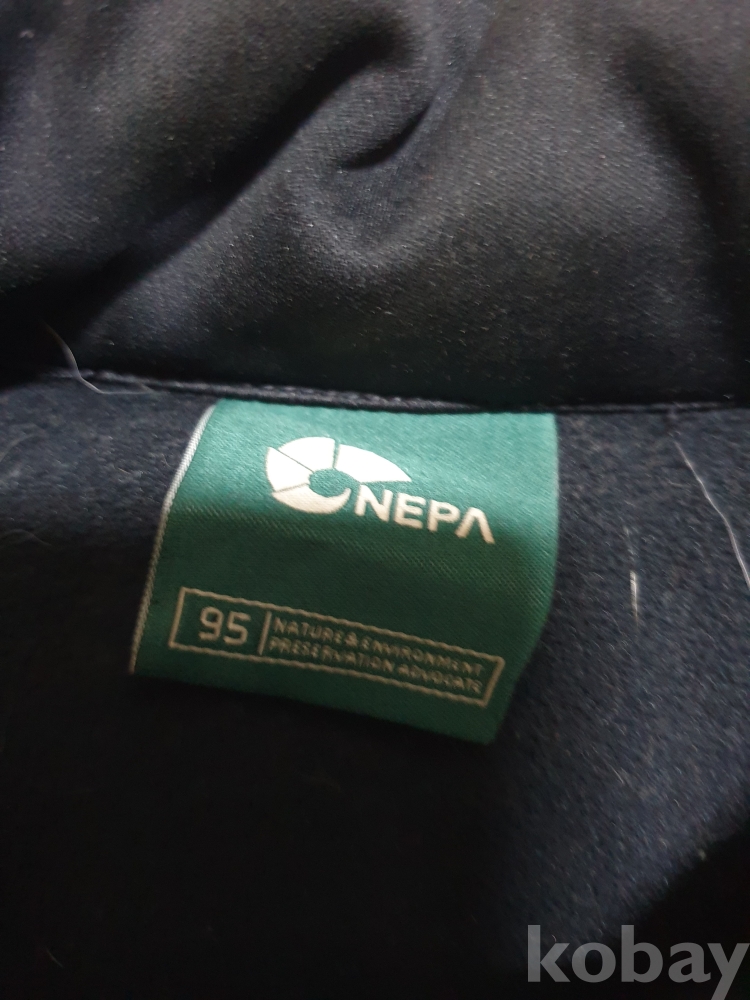 NEPA
95
NATURE & ENVIRONMENT
PRESERVATION ADVOCATE
kobay